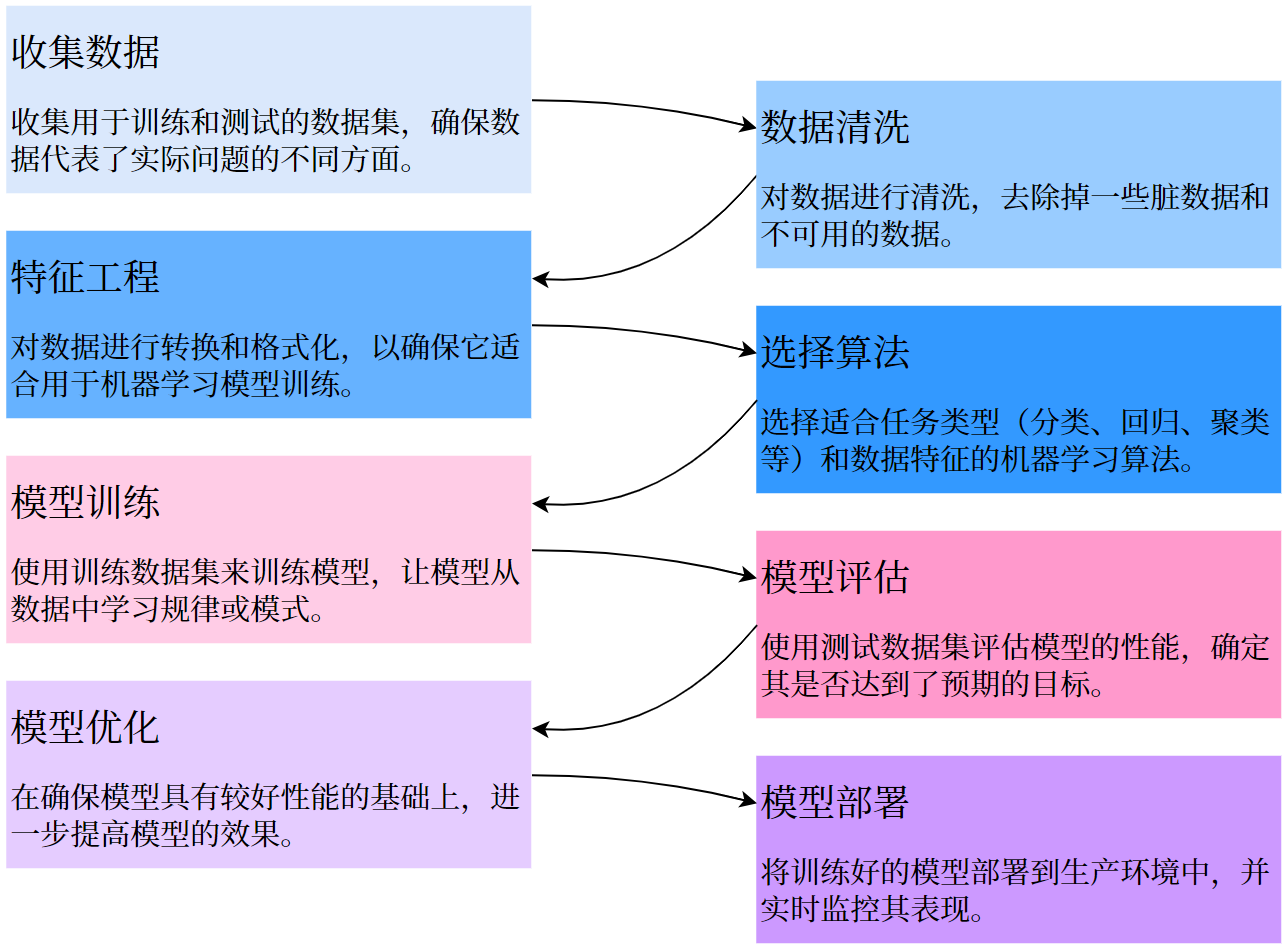 收集数据
收集用于训练和测试的数据集，确保数
据代表了实际问题的不同方面。
数据清洗
对数据进行清洗，去除掉一些脏数据和
不可用的数据。
特征工程
对数据进行转换和格式化，以确保它适
合用于机器学习模型训练。
选择算法
选择适合任务类型（分类、回归、聚类
等）和数据特征的机器学习算法。
模型训练
使用训练数据集来训练模型，让模型从
数据中学习规律或模式。
模型评估
使用测试数据集评估模型的性能，确定
其是否达到了预期的目标。
模型优化
在确保模型具有较好性能的基础上，进
一步提高模型的效果。
模型部署
将训练好的模型部署到生产环境中，并
实时监控其表现。